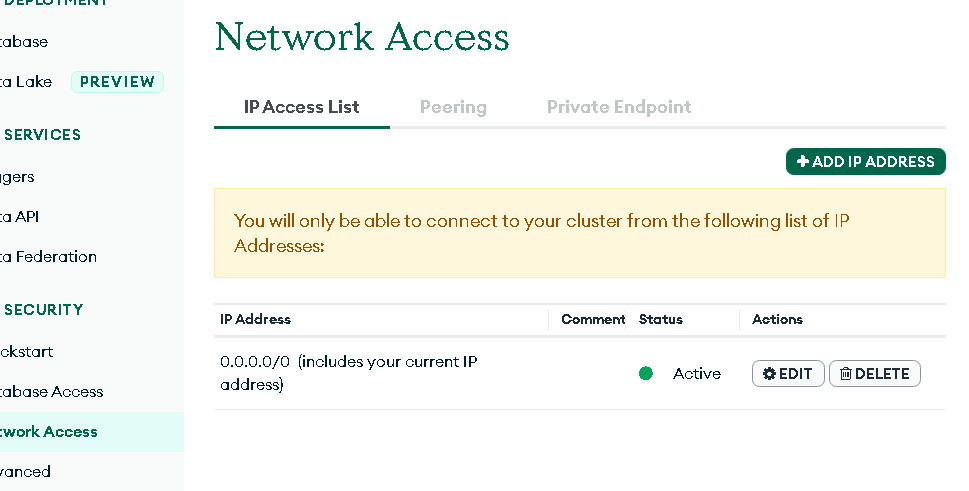 DEPLOYMENT
tabase
ta Lake PREVIEW
SERVICES
ggers
ta API
ta Federation
SECURITY
ckstart
tabase Access
twork Access
vanced
Network Access
IP Access List Peering Private Endpoint
+ ADD IP ADDRESS
You will only be able to connect to your cluster from the following list of IP
Addresses:
IP Address Comment Status Actions
0.0.0.0/0 (includes your current IP
address)
Active EDIT DELETE